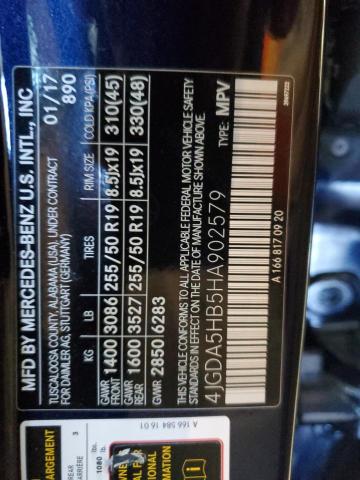 MFD BY MERCEDES-BENZ U.S. INTL., INC.
TUSCALOOSA COUNTY, ALABAMA (USA), UNDER CONTRACT
FOR DAIMLER AG, STUTTGART (GERMANY)
01/17
890
KG LB TIRES RIM SIZE COLD KPA (PSI)
GAWR FRONT 1400 3086 255/50 R19 8.5Jx19 310(45)
GAWR REAR 1600 3527 255/50 R19 8.5Jx19 330(48)
GVWR 2850 6283
THIS VEHICLE CONFORMS TO ALL APPLICABLE FEDERAL MOTOR VEHICLE SAFETY
STANDARDS IN EFFECT ON THE DATE OF MANUFACTURE SHOWN ABOVE.
4JGDA5HB5HA902579 TYPE: MPV
A 166 817 09 20
A 166 584 16 01
3
1080 lbs.